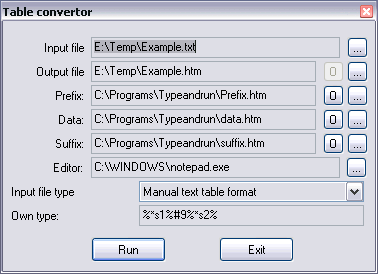 Table convertor
Input file E:\Temp\Example.txt ...
Output file E:\Temp\Example.htm O ...
Prefix: C:\Programs\Typeandrun\Prefix.htm O ...
Data: C:\Programs\Typeandrun\data.htm O ...
Suffix: C:\Programs\Typeandrun\suffix.htm O ...
Editor: C:\WINDOWS\notepad.exe ...
Input file type Manual text table format
Own type: %*s1%#9%*s2%
Run Exit